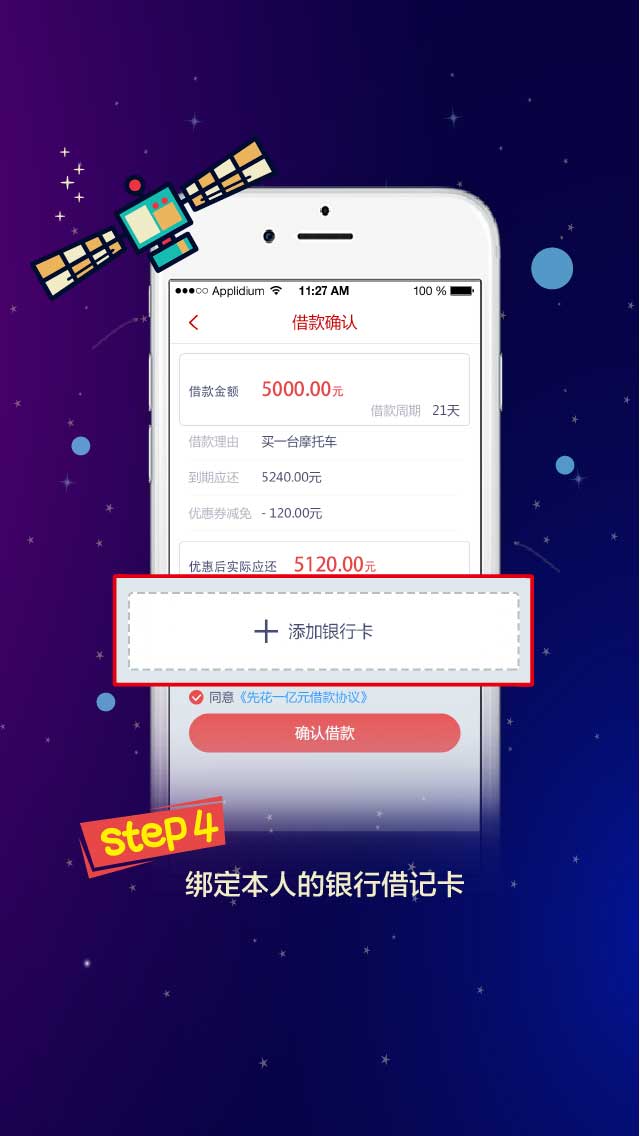 ●●●○○ Applidium 11:27 AM 100 %
借款确认
借款金额 5000.00元
借款周期 21天
借款理由 买一台摩托车
到期应还 5240.00元
优惠券减免 - 120.00元
优惠后实际应还 5120.00元
+ 添加银行卡
同意《先花一亿元借款协议》
确认借款
step 4
绑定本人的银行借记卡